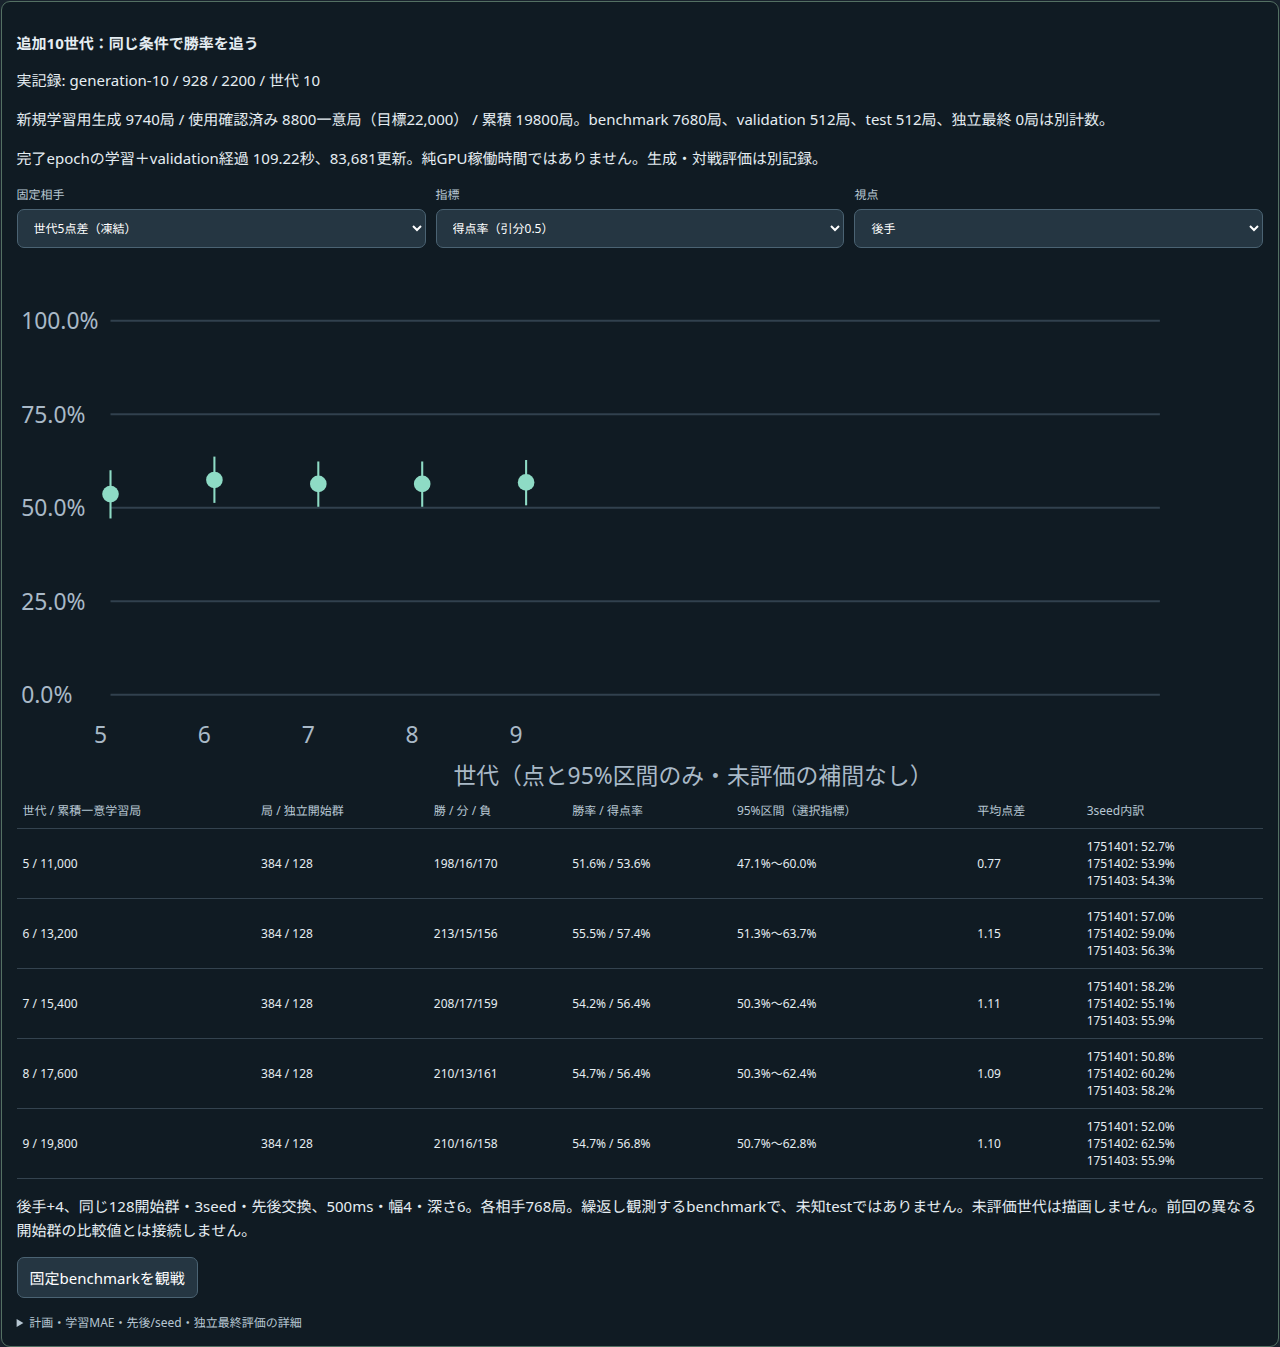 追加10世代：同じ条件で勝率を追う
実記録: generation-10 / 928 / 2200 / 世代 10
新規学習用生成 9740局 / 使用確認済み 8800一意局（目標22,000） / 累積 19800局。benchmark 7680局、validation 512局、test 512局、独立最終 0局は別計数。
完了epochの学習＋validation経過 109.22秒、83,681更新。純GPU稼働時間ではありません。生成・対戦評価は別記録。
固定相手 指標 視点
世代5点差（凍結） 得点率（引分0.5） 後手
100.0%
75.0%
50.0%
25.0%
0.0%
5 6 7 8 9
世代（点と95%区間のみ・未評価の補間なし）
世代 / 累積一意学習局 局 / 独立開始群 勝 / 分 / 負 勝率 / 得点率 95%区間（選択指標） 平均点差 3seed内訳
1751401: 52.7%
5 / 11,000 384 / 128 198/16/170 51.6% / 53.6% 47.1%〜60.0% 0.77 1751402: 53.9%
1751403: 54.3%
1751401: 57.0%
6 / 13,200 384 / 128 213/15/156 55.5% / 57.4% 51.3%〜63.7% 1.15 1751402: 59.0%
1751403: 56.3%
1751401: 58.2%
7 / 15,400 384 / 128 208/17/159 54.2% / 56.4% 50.3%〜62.4% 1.11 1751402: 55.1%
1751403: 55.9%
1751401: 50.8%
8 / 17,600 384 / 128 210/13/161 54.7% / 56.4% 50.3%〜62.4% 1.09 1751402: 60.2%
1751403: 58.2%
1751401: 52.0%
9 / 19,800 384 / 128 210/16/158 54.7% / 56.8% 50.7%〜62.8% 1.10 1751402: 62.5%
1751403: 55.9%
後手+4、同じ128開始群・3seed・先後交換、500ms・幅4・深さ6。各相手768局。繰返し観測するbenchmarkで、未知testではありません。未評価世代は描画しません。前回の異なる
開始群の比較値とは接続しません。
固定benchmarkを観戦
▶ 計画・学習MAE・先後/seed・独立最終評価の詳細